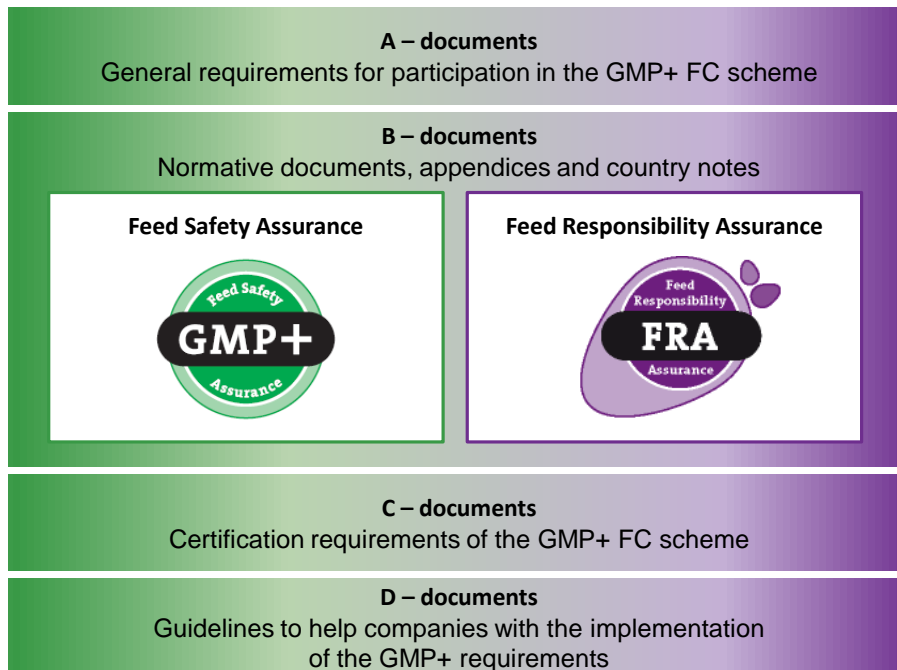 A – documents
General requirements for participation in the GMP+ FC scheme
B – documents
Normative documents, appendices and country notes
Feed Safety Assurance
Feed Safety
GMP+
Assurance
Feed Responsibility Assurance
Feed
Responsibility
FRA
Assurance
C – documents
Certification requirements of the GMP+ FC scheme
D – documents
Guidelines to help companies with the implementation
of the GMP+ requirements